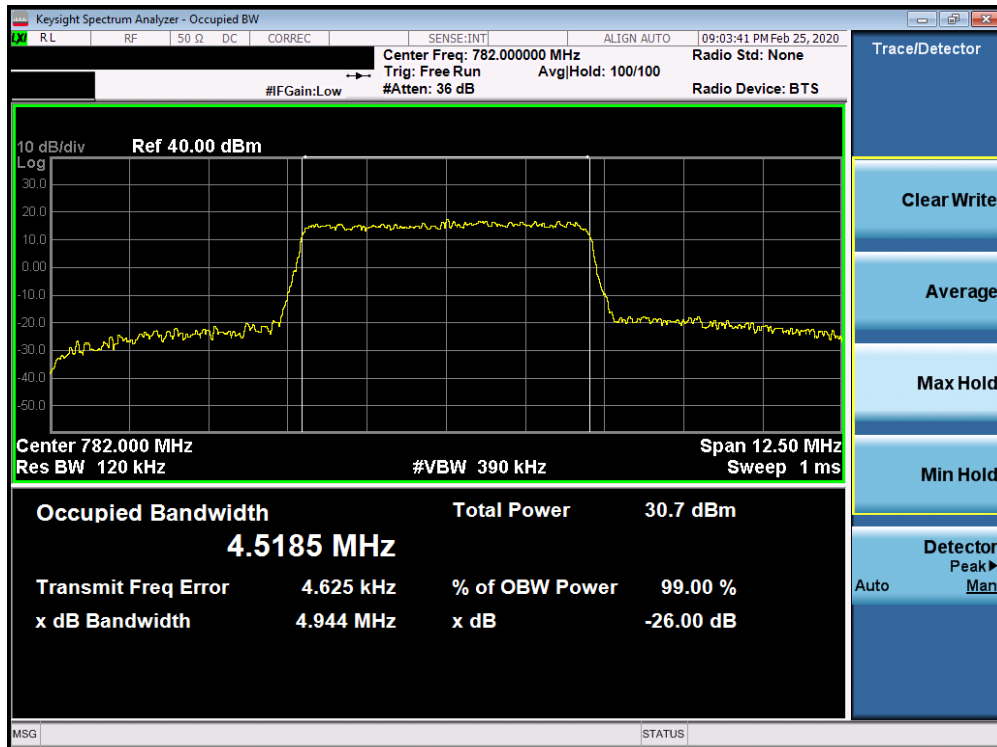 Keysight Spectrum Analyzer - Occupied BW
LXI RL RF 50 Ω DC CORREC SENSE:INT ALIGN AUTO 09:03:41 PM Feb 25, 2020
Center Freq: 782.000000 MHz Radio Std: None
Trig: Free Run Avg|Hold: 100/100
#IFGain:Low #Atten: 36 dB Radio Device: BTS
10 dB/div Ref 40.00 dBm
Log
30.0
20.0
10.0
0.00
-10.0
-20.0
-30.0
-40.0
-50.0
Center 782.000 MHz Span 12.50 MHz
Res BW 120 kHz #VBW 390 kHz Sweep 1 ms
Occupied Bandwidth Total Power 30.7 dBm
4.5185 MHz
Transmit Freq Error 4.625 kHz % of OBW Power 99.00 %
x dB Bandwidth 4.944 MHz x dB -26.00 dB
Trace/Detector
Clear Write
Average
Max Hold
Min Hold
Detector
Peak▶
Auto Man
MSG STATUS